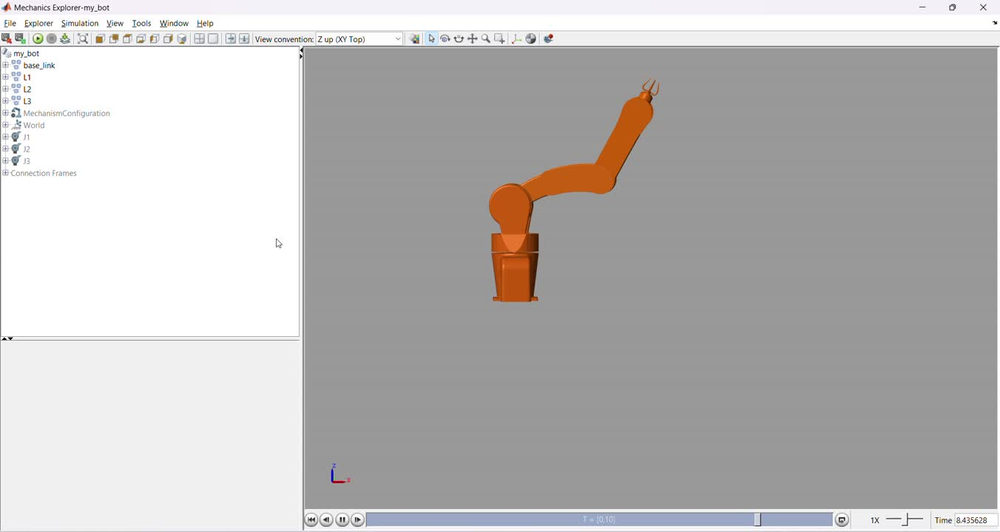 Mechanics Explorer-my_bot
File Explorer Simulation View Tools Window Help
View convention: Z up (XY Top)
my_bot
base_link
L1
L2
L3
MechanismConfiguration
World
J1
J2
J3
Connection Frames
z
x
T = [0,10]
1X
Time 8.435628